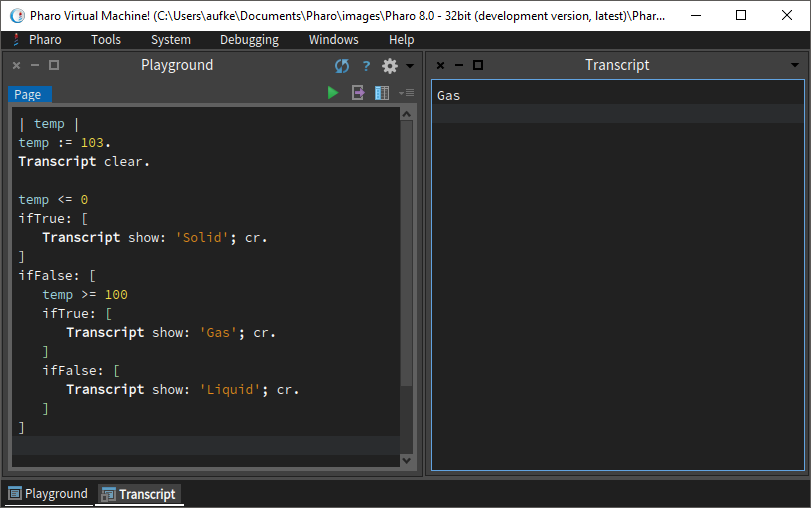 Pharo Virtual Machine! (C:\Users\aufke\Documents\Pharo\images\Pharo 8.0 - 32bit (development version, latest)\Phar...
Pharo Tools System Debugging Windows Help
Playground
?
Page
| temp |
temp := 103.
Transcript clear.
temp <= 0
ifTrue: [
Transcript show: 'Solid'; cr.
]
ifFalse: [
temp >= 100
ifTrue: [
Transcript show: 'Gas'; cr.
]
ifFalse: [
Transcript show: 'Liquid'; cr.
]
]
Transcript
Gas
Playground Transcript